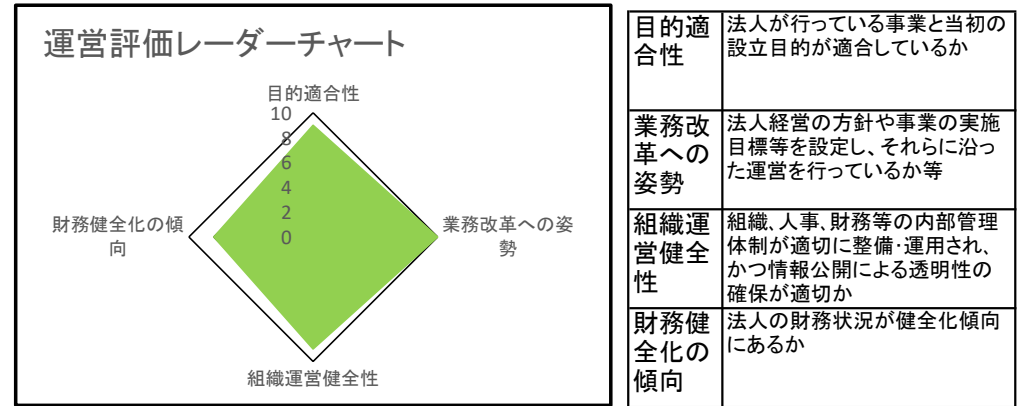 運営評価レーダーチャート
目的適合性
10
8
6
4
2
0
業務改革への姿
勢
組織運営健全性
財務健全化の傾
向
目的適
合性
法人が行っている事業と当初の
設立目的が適合しているか
業務改
革への
姿勢
法人経営の方針や事業の実施
目標等を設定し、それらに沿っ
た運営を行っているか等
組織運
営健全
性
組織、人事、財務等の内部管理
体制が適切に整備・運用され、
かつ情報公開による透明性の
確保が適切か
財務健
全化の
傾向
法人の財務状況が健全化傾向
にあるか